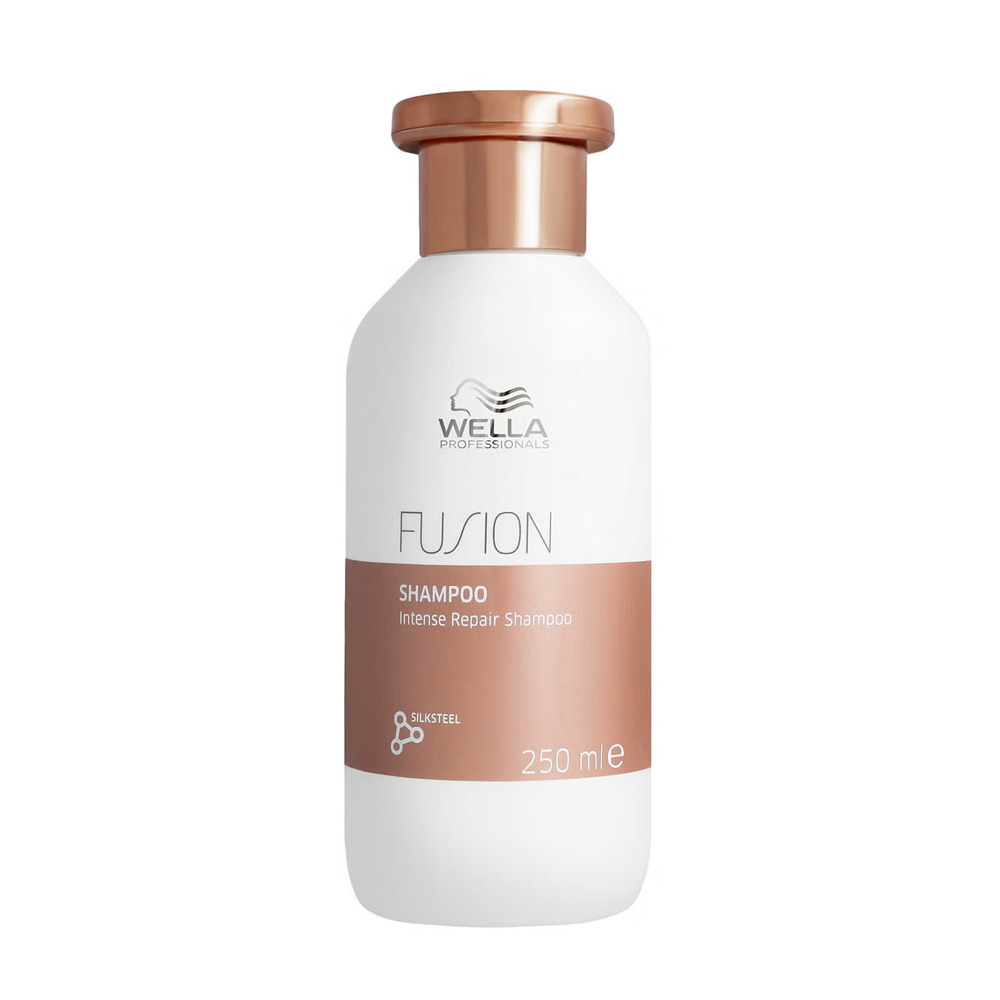 WELLA
PROFESSIONALS
FUSION
SHAMPOO
Intense Repair Shampoo
SILKSTEEL
250 ml e